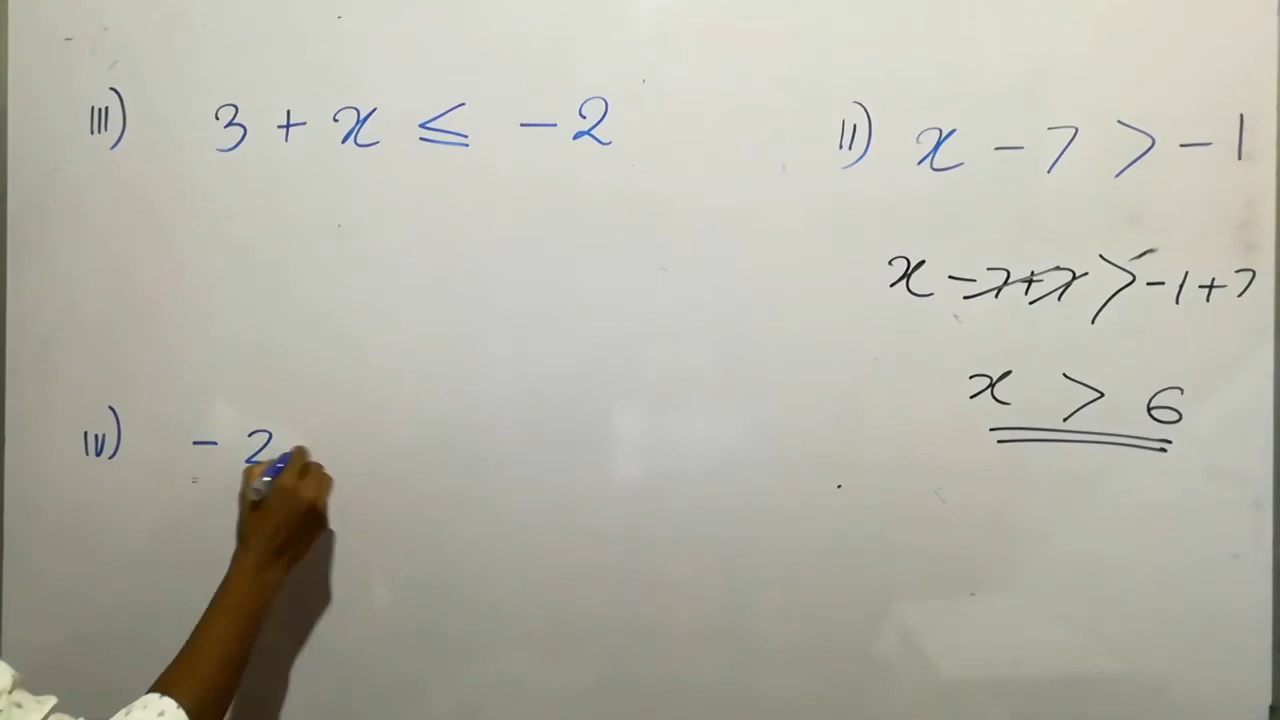 III) 3 + x ≤ -2
IV) - 2
II) x - 7 > -1
x - 7 + 7 > -1 + 7
x > 6